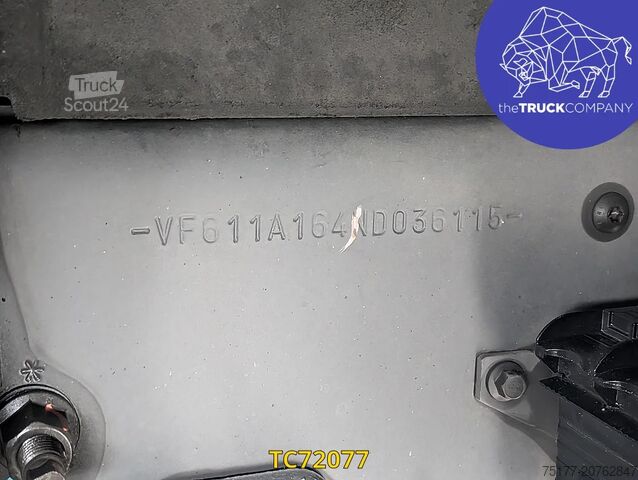 Truck
Scout24
theTRUCKCOMPANY
-VF611A164ND036115-
TC72077
75177-20762847